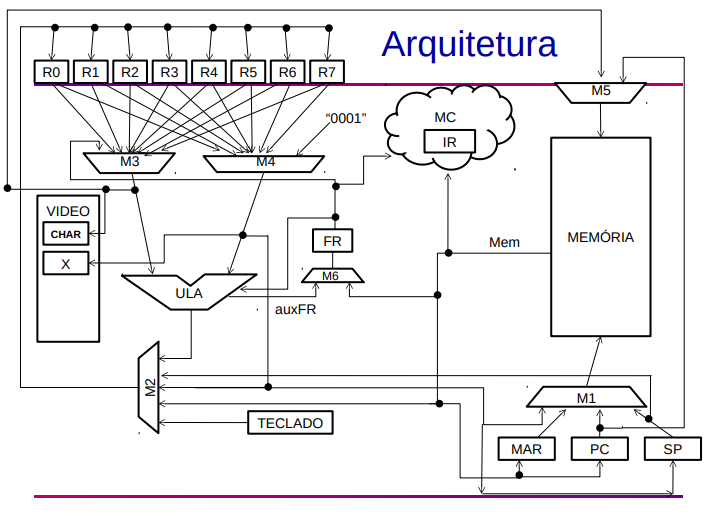 Arquitetura
R0 R1 R2 R3 R4 R5 R6 R7
M5
“0001”
MC
IR
M3
M4
VIDEO
CHAR
X
MEMÓRIA
FR
Mem
M6
ULA
auxFR
M2
M1
TECLADO
MAR
PC
SP